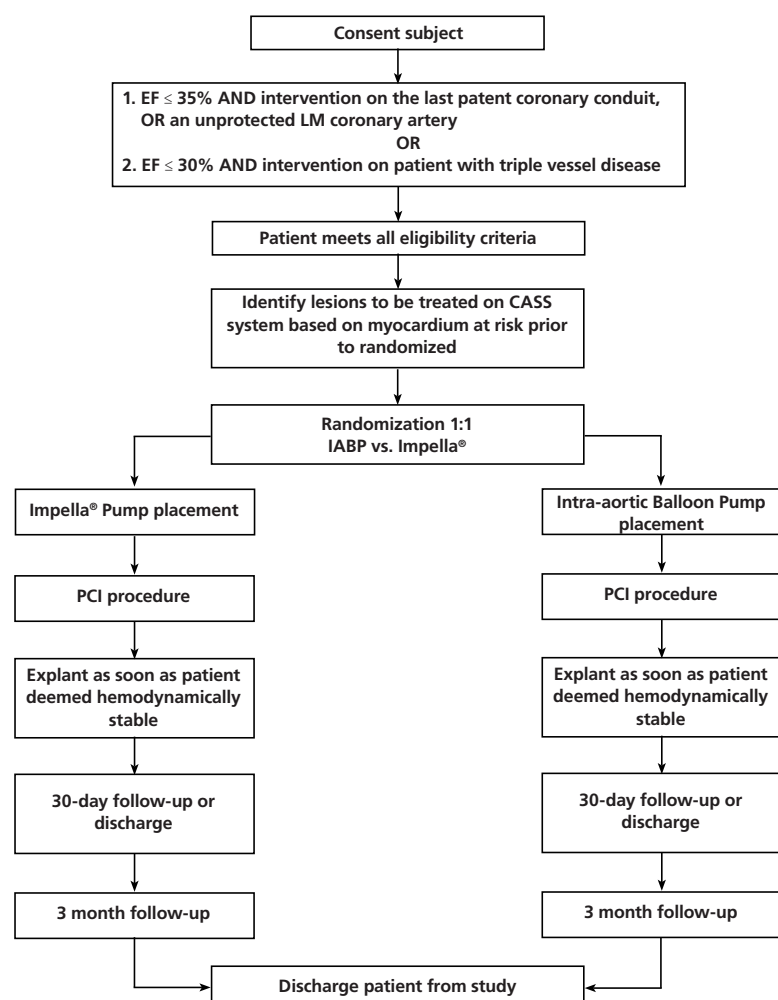 Consent subject
1. EF ≤ 35% AND intervention on the last patent coronary conduit,
OR an unprotected LM coronary artery
OR
2. EF ≤ 30% AND intervention on patient with triple vessel disease
Patient meets all eligibility criteria
Identify lesions to be treated on CASS
system based on myocardium at risk prior
to randomized
Randomization 1:1
IABP vs. Impella®
Impella® Pump placement
PCI procedure
Explant as soon as patient
deemed hemodynamically
stable
30-day follow-up or
discharge
3 month follow-up
Intra-aortic Balloon Pump
placement
PCI procedure
Explant as soon as patient
deemed hemodynamically
stable
30-day follow-up or
discharge
3 month follow-up
Discharge patient from study